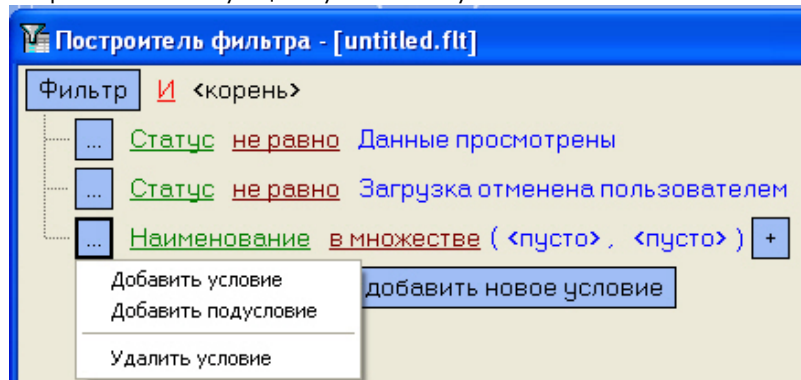 Построитель фильтра - [untitled.flt]
Фильтр И <корень>
... Статус не равно Данные просмотрены
... Статус не равно Загрузка отменена пользователем
... Наименование в множестве ( <пусто> , <пусто> ) +
Добавить условие
добавить новое условие
Добавить подусловие
Удалить условие